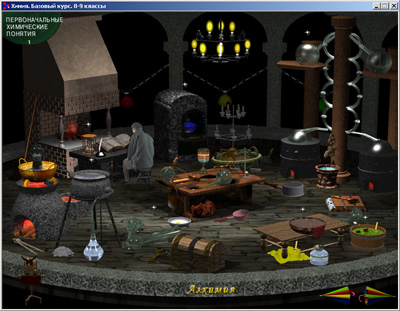 Химия. Базовый курс. 8-9 классы
ПЕРВОНАЧАЛЬНЫЕ
ХИМИЧЕСКИЕ
ПОНЯТИЯ
1
Алхимия